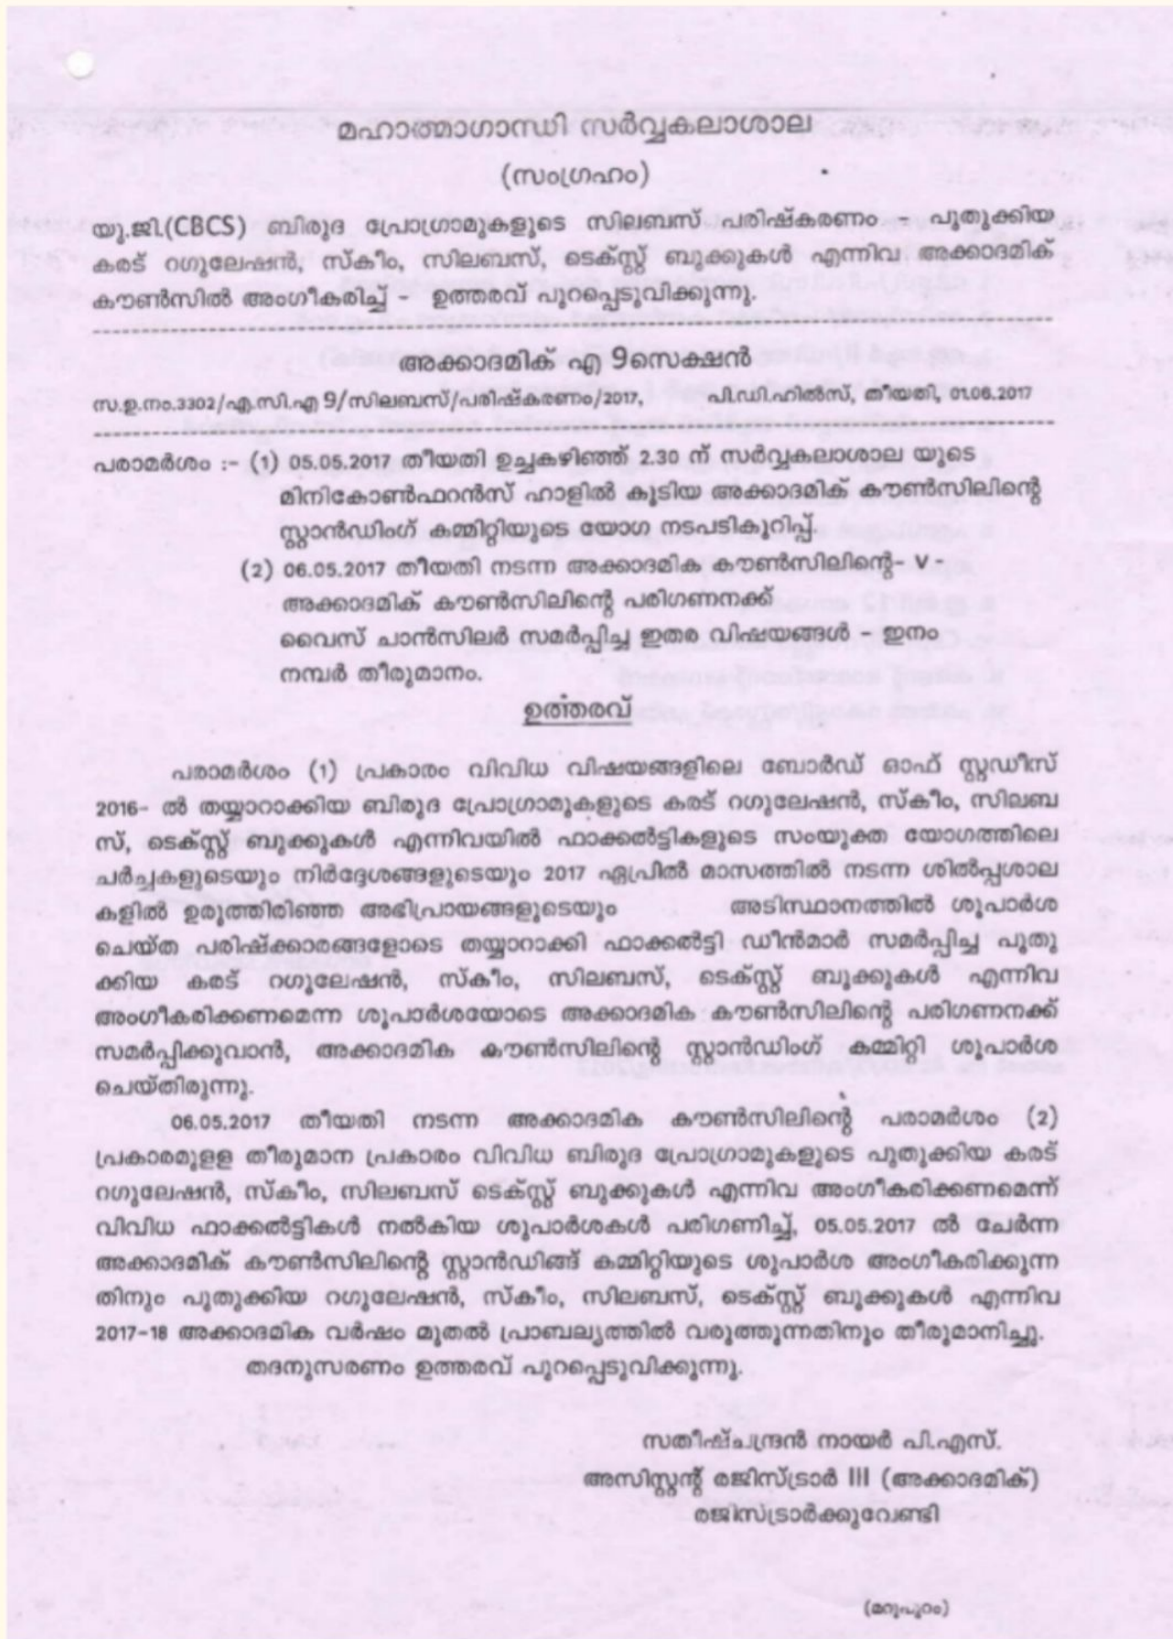 മഹാത്മാഗാന്ധി സർവ്വകലാശാല
(സംഗ്രഹം)
യു.ജി.(CBCS) ബിരുദ പ്രോഗ്രാമുകളുടെ സിലബസ് പരിഷ്കരണം – പുതുക്കിയ
കരട് റഗുലേഷൻ, സ്കീം, സിലബസ്, ടെക്സ്റ്റ് ബുക്കുകൾ എന്നിവ അക്കാദമിക്
കൗൺസിൽ അംഗീകരിച്ച് – ഉത്തരവ് പുറപ്പെടുവിക്കുന്നു.
അക്കാദമിക് എ 9സെക്ഷൻ
സ.ഉ.നം.3302/എ.സി.എ 9/സിലബസ്/പരിഷ്കരണം/2017, പി.ഡി.ഹിൽസ്, തീയതി, 01.06.2017
പരാമർശം :– (1) 05.05.2017 തീയതി ഉച്ചകഴിഞ്ഞ് 2.30 ന് സർവ്വകലാശാല യുടെ
മിനികോൺഫറൻസ് ഹാളിൽ കൂടിയ അക്കാദമിക് കൗൺസിലിന്റെ
സ്റ്റാൻഡിംഗ് കമ്മിറ്റിയുടെ യോഗ നടപടികുറിപ്പ്.
(2) 06.05.2017 തീയതി നടന്ന അക്കാദമിക കൗൺസിലിന്റെ– V –
അക്കാദമിക് കൗൺസിലിന്റെ പരിഗണനക്ക്
വൈസ് ചാൻസിലർ സമർപ്പിച്ച ഇതര വിഷയങ്ങൾ – ഇനം
നമ്പർ തീരുമാനം.
ഉത്തരവ്
പരാമർശം (1) പ്രകാരം വിവിധ വിഷയങ്ങളിലെ ബോർഡ് ഓഫ് സ്റ്റഡീസ്
2016– ൽ തയ്യാറാക്കിയ ബിരുദ പ്രോഗ്രാമുകളുടെ കരട് റഗുലേഷൻ, സ്കീം, സിലബ
സ്, ടെക്സ്റ്റ് ബുക്കുകൾ എന്നിവയിൽ ഫാക്കൽട്ടികളുടെ സംയുക്ത യോഗത്തിലെ
ചർച്ചകളുടെയും നിർദ്ദേശങ്ങളുടെയും 2017 ഏപ്രിൽ മാസത്തിൽ നടന്ന ശിൽപ്പശാല
കളിൽ ഉരുത്തിരിഞ്ഞ അഭിപ്രായങ്ങളുടെയും അടിസ്ഥാനത്തിൽ ശുപാർശ
ചെയ്ത പരിഷ്ക്കാരങ്ങളോടെ തയ്യാറാക്കി ഫാക്കൽട്ടി ഡീൻമാർ സമർപ്പിച്ച പുതു
ക്കിയ കരട് റഗുലേഷൻ, സ്കീം, സിലബസ്, ടെക്സ്റ്റ് ബുക്കുകൾ എന്നിവ
അംഗീകരിക്കണമെന്ന ശുപാർശയോടെ അക്കാദമിക കൗൺസിലിന്റെ പരിഗണനക്ക്
സമർപ്പിക്കുവാൻ, അക്കാദമിക കൗൺസിലിന്റെ സ്റ്റാൻഡിംഗ് കമ്മിറ്റി ശുപാർശ
ചെയ്തിരുന്നു.
06.05.2017 തീയതി നടന്ന അക്കാദമിക കൗൺസിലിന്റെ പരാമർശം (2)
പ്രകാരമുളള തീരുമാന പ്രകാരം വിവിധ ബിരുദ പ്രോഗ്രാമുകളുടെ പുതുക്കിയ കരട്
റഗുലേഷൻ, സ്കീം, സിലബസ് ടെക്സ്റ്റ് ബുക്കുകൾ എന്നിവ അംഗീകരിക്കണമെന്ന്
വിവിധ ഫാക്കൽട്ടികൾ നൽകിയ ശുപാർശകൾ പരിഗണിച്ച്, 05.05.2017 ൽ ചേർന്ന
അക്കാദമിക് കൗൺസിലിന്റെ സ്റ്റാൻഡിങ്ങ് കമ്മിറ്റിയുടെ ശുപാർശ അംഗീകരിക്കുന്ന
തിനും പുതുക്കിയ റഗുലേഷൻ, സ്കീം, സിലബസ്, ടെക്സ്റ്റ് ബുക്കുകൾ എന്നിവ
2017–18 അക്കാദമിക വർഷം മുതൽ പ്രാബല്യത്തിൽ വരുത്തുന്നതിനും തീരുമാനിച്ചു.
തദനുസരണം ഉത്തരവ് പുറപ്പെടുവിക്കുന്നു.
സതീഷ്ചന്ദ്രൻ നായർ പി.എസ്.
അസിസ്റ്റന്റ് രജിസ്ട്രാർ III (അക്കാദമിക്)
രജിസ്ട്രാർക്കുവേണ്ടി
(മറുപുറം)